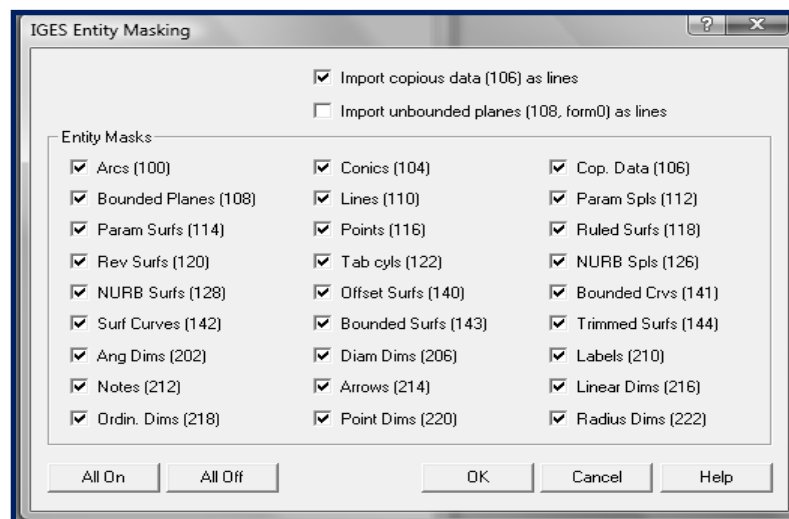 IGES Entity Masking
? X
Import copious data (106) as lines
Import unbounded planes (108, form0) as lines
Entity Masks
Arcs (100) Conics (104) Cop. Data (106)
Bounded Planes (108) Lines (110) Param Spls (112)
Param Surfs (114) Points (116) Ruled Surfs (118)
Rev Surfs (120) Tab cyls (122) NURB Spls (126)
NURB Surfs (128) Offset Surfs (140) Bounded Crvs (141)
Surf Curves (142) Bounded Surfs (143) Trimmed Surfs (144)
Ang Dims (202) Diam Dims (206) Labels (210)
Notes (212) Arrows (214) Linear Dims (216)
Ordin. Dims (218) Point Dims (220) Radius Dims (222)
All On All Off OK Cancel Help